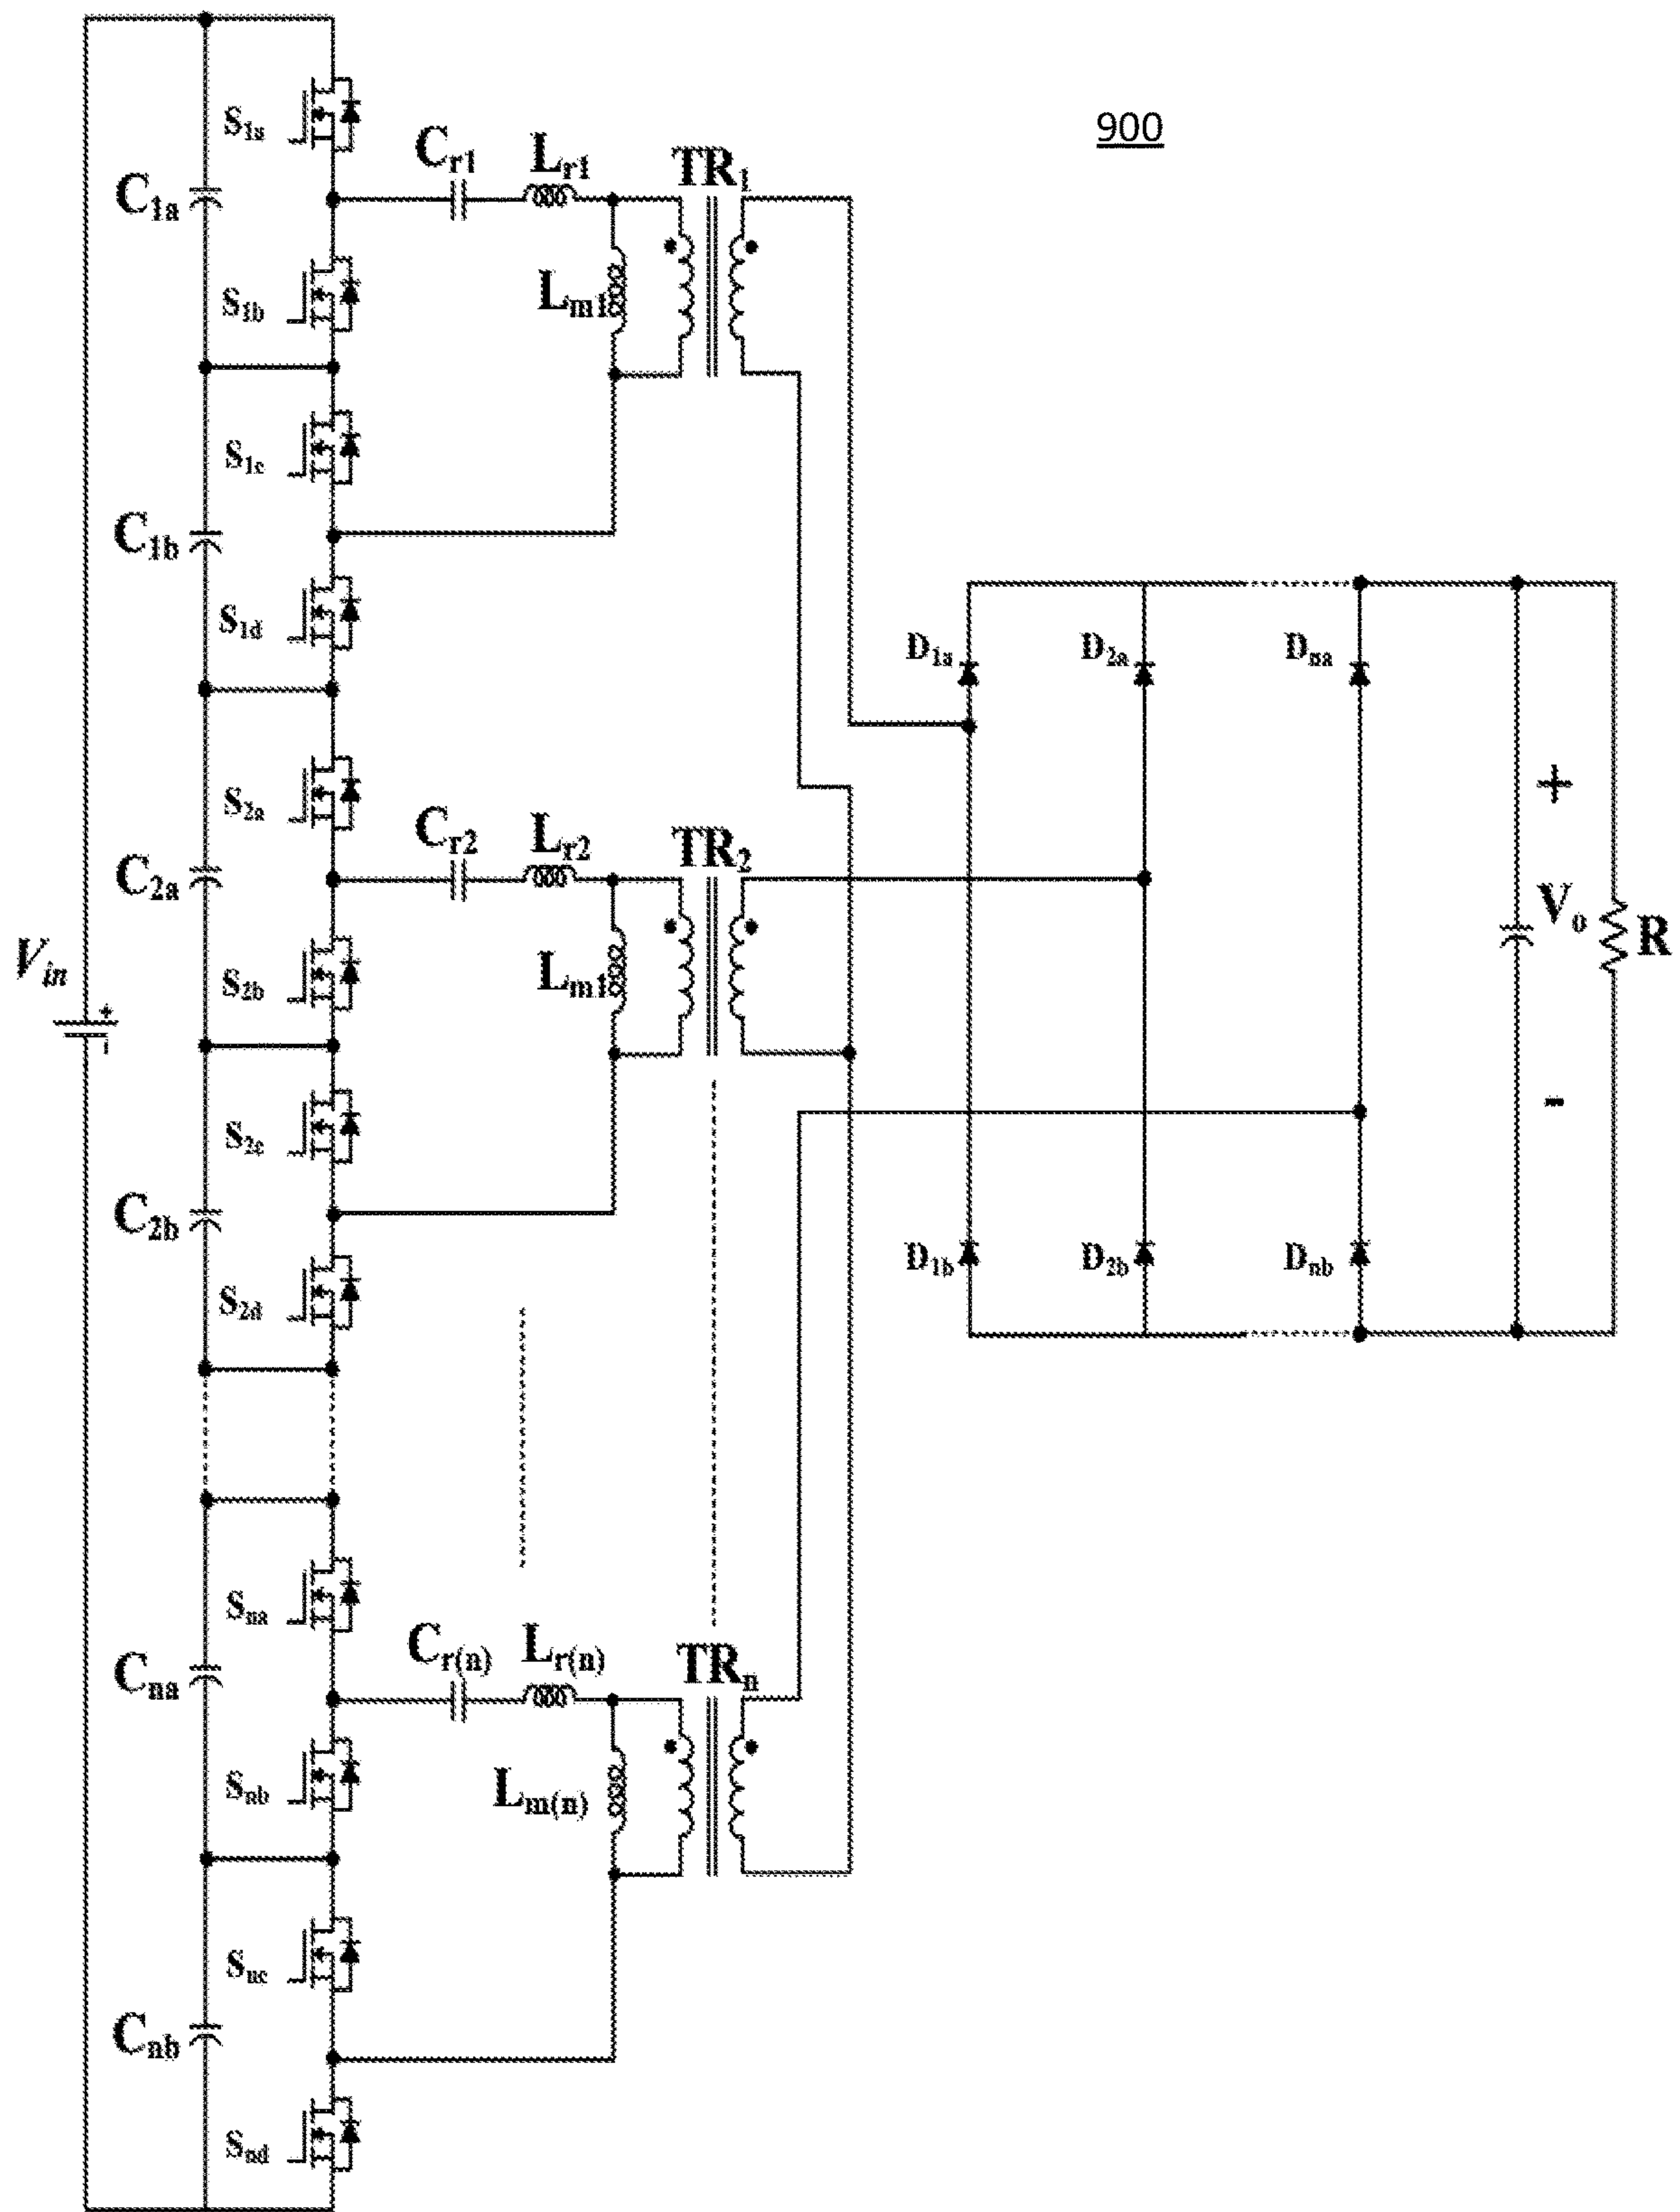 900
S1a
Cr1
Lr1
TR1
C1a
S1b
Lm1
S1c
C1b
S1d
D1a
D2a
Dna
S2a
Cr2
Lr2
TR2
C2a
+
Vo
R
Vin
S2b
Lm1
+
-
S2c
-
C2b
D1b
D2b
Dnb
S2d
Sna
Cr(n)
Lr(n)
TRn
Cna
Snb
Lm(n)
Snc
Cnb
Snd